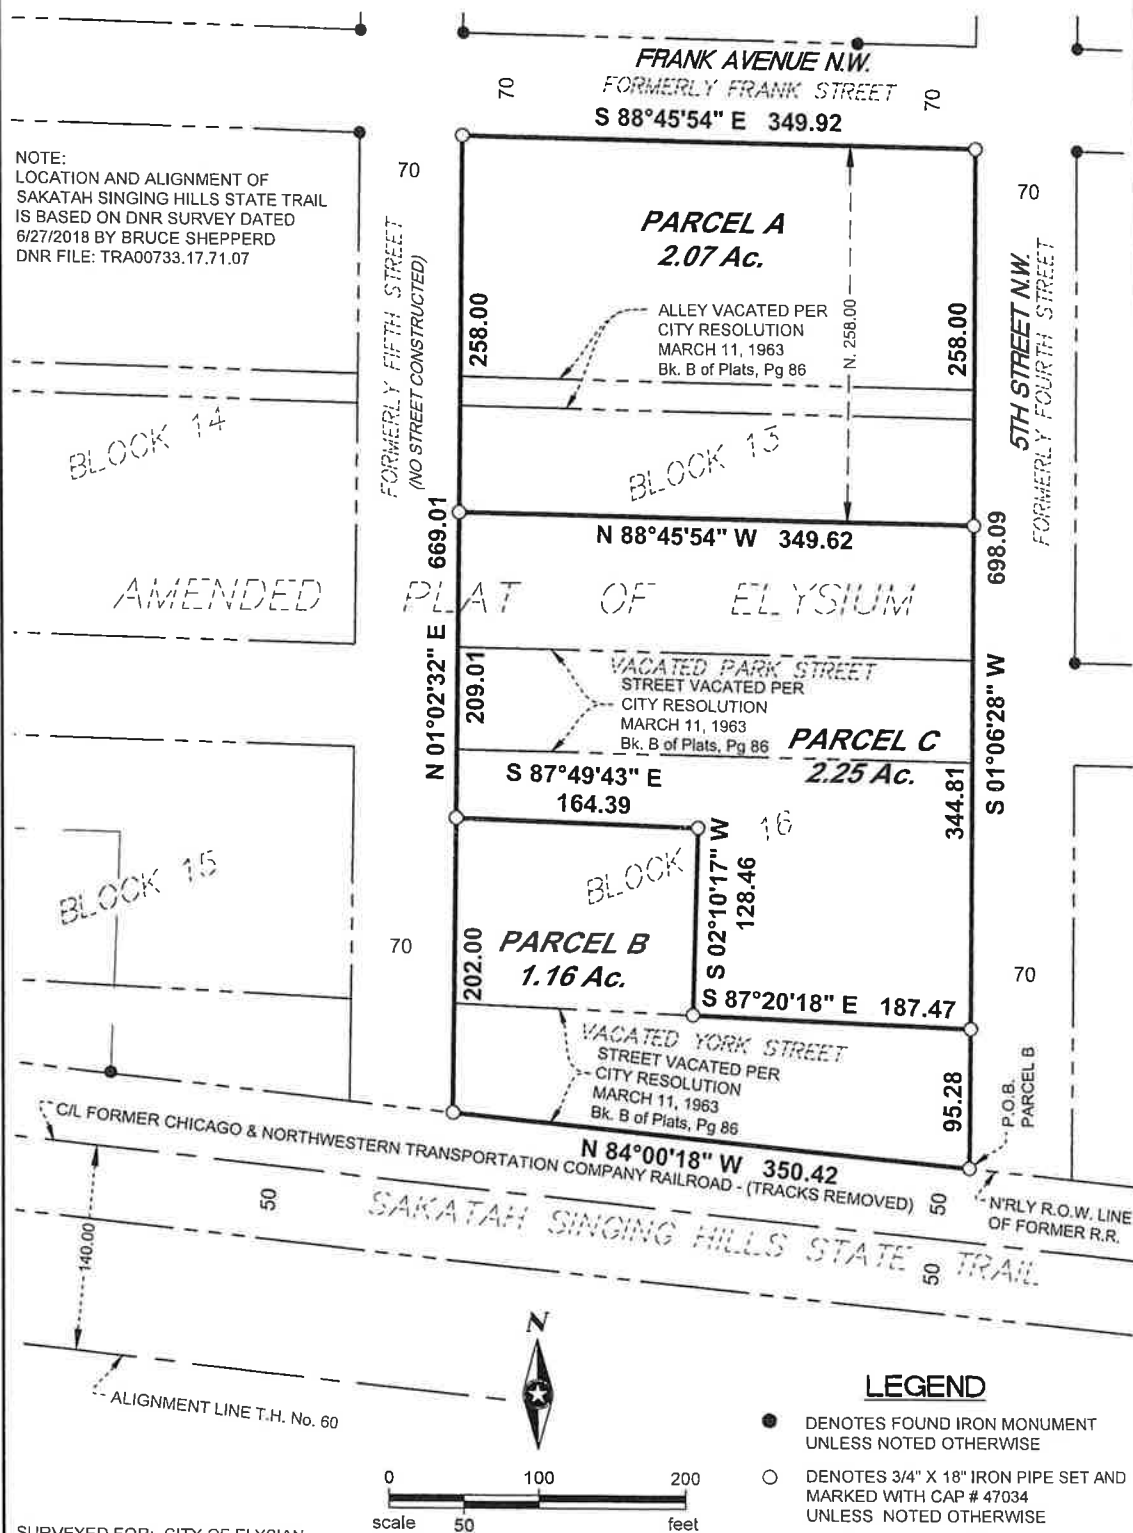 FRANK AVENUE N.W.
FORMERLY FRANK STREET
70
70
S 88°45'54" E 349.92
NOTE:
LOCATION AND ALIGNMENT OF
SAKATAH SINGING HILLS STATE TRAIL
IS BASED ON DNR SURVEY DATED
6/27/2018 BY BRUCE SHEPPERD
DNR FILE: TRA00733.17.71.07
70
70
PARCEL A
2.07 Ac.
FORMERLY FIFTH STREET
(NO STREET CONSTRUCTED)
258.00
ALLEY VACATED PER
CITY RESOLUTION
MARCH 11, 1963
Bk. B of Plats, Pg 86
N. 258.00
258.00
5TH STREET N.W.
FORMERLY FOURTH STREET
BLOCK 14
BLOCK 13
N 88°45'54" W 349.62
N 01°02'32" E 669.01
S 01°06'28" W 698.09
AMENDED PLAT OF ELYSIUM
209.01
VACATED PARK STREET
STREET VACATED PER
CITY RESOLUTION
MARCH 11, 1963
Bk. B of Plats, Pg 86
PARCEL C
2.25 Ac.
344.81
S 87°49'43" E
164.39
S 02°10'17" W
128.46
BLOCK 16
BLOCK 15
70
202.00
PARCEL B
1.16 Ac.
70
S 87°20'18" E 187.47
VACATED YORK STREET
STREET VACATED PER
CITY RESOLUTION
MARCH 11, 1963
Bk. B of Plats, Pg 86
95.28
P.O.B.
PARCEL B
N 84°00'18" W 350.42
C/L FORMER CHICAGO & NORTHWESTERN TRANSPORTATION COMPANY RAILROAD - (TRACKS REMOVED)
50
50
N'RLY R.O.W. LINE
OF FORMER R.R.
SAKATAH SINGING HILLS STATE TRAIL
50
140.00
ALIGNMENT LINE T.H. No. 60
N
LEGEND
DENOTES FOUND IRON MONUMENT
UNLESS NOTED OTHERWISE
DENOTES 3/4" X 18" IRON PIPE SET AND
MARKED WITH CAP # 47034
UNLESS NOTED OTHERWISE
0 100 200
scale 50 feet
SURVEYED FOR: CITY OF ELYSIAN